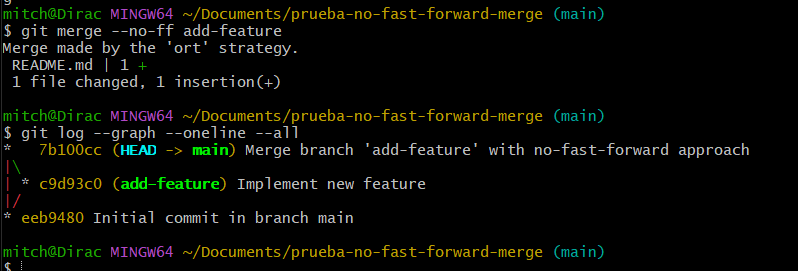 mitch@Dirac MINGW64 ~/Documents/prueba-no-fast-forward-merge (main)
$ git merge --no-ff add-feature
Merge made by the 'ort' strategy.
 README.md | 1 +
 1 file changed, 1 insertion(+)
mitch@Dirac MINGW64 ~/Documents/prueba-no-fast-forward-merge (main)
$ git log --graph --oneline --all
*   7b100cc (HEAD -> main) Merge branch 'add-feature' with no-fast-forward approach
|\
| * c9d93c0 (add-feature) Implement new feature
|/
* eeb9480 Initial commit in branch main
mitch@Dirac MINGW64 ~/Documents/prueba-no-fast-forward-merge (main)
$